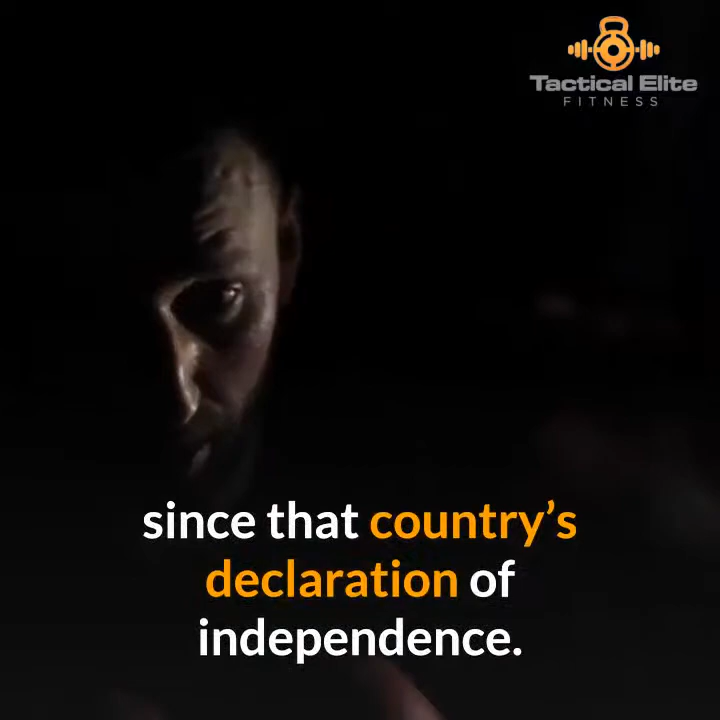 Tactical Elite
FITNESS
since that country’s
declaration of
independence.